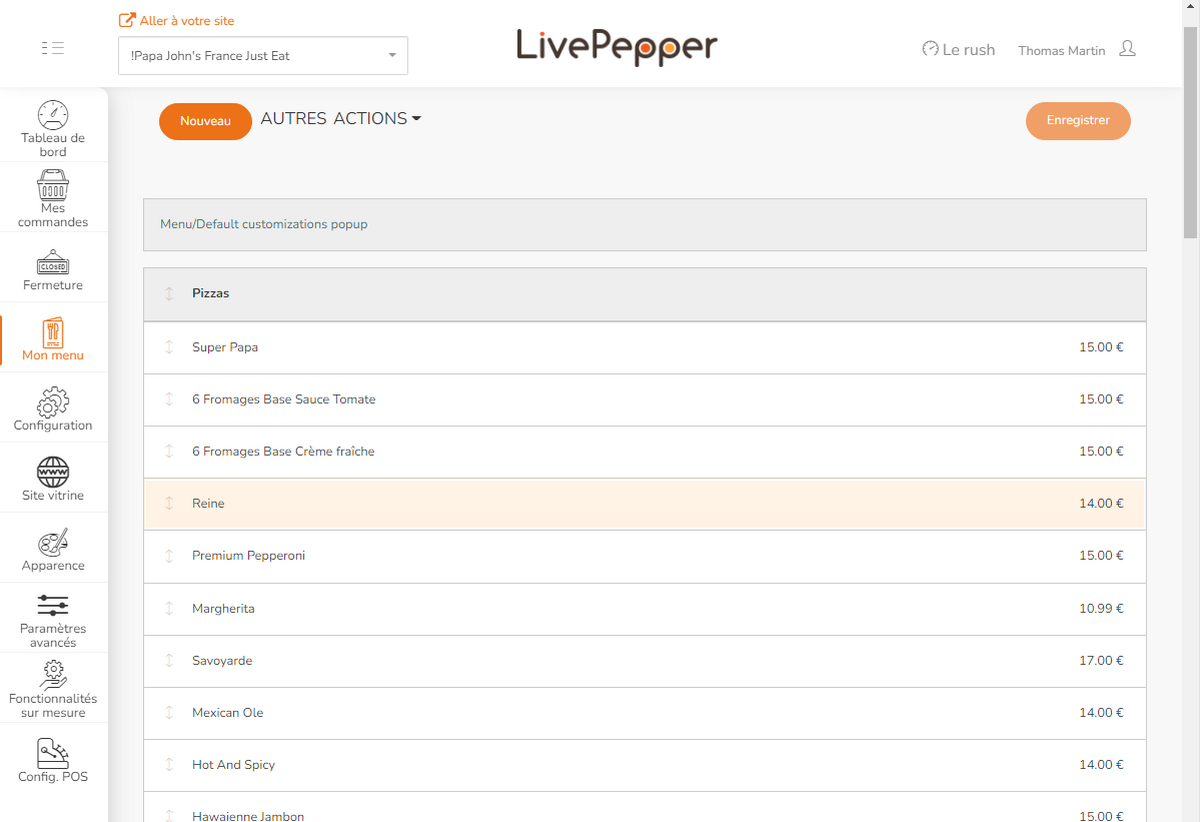 Aller à votre site
!Papa John's France Just Eat
LivePepper
Le rush
Thomas Martin
Tableau de
bord
Mes
commandes
CLOSED
Fermeture
Mon menu
Configuration
WWW
Site vitrine
Apparence
Paramètres
avancés
Fonctionnalités
sur mesure
Config. POS
Nouveau
AUTRES ACTIONS
Enregistrer
Menu/Default customizations popup
Pizzas
Super Papa 15.00 €
6 Fromages Base Sauce Tomate 15.00 €
6 Fromages Base Crème fraîche 15.00 €
Reine 14.00 €
Premium Pepperoni 15.00 €
Margherita 10.99 €
Savoyarde 17.00 €
Mexican Ole 14.00 €
Hot And Spicy 14.00 €
Hawaienne Jambon 15.00 €